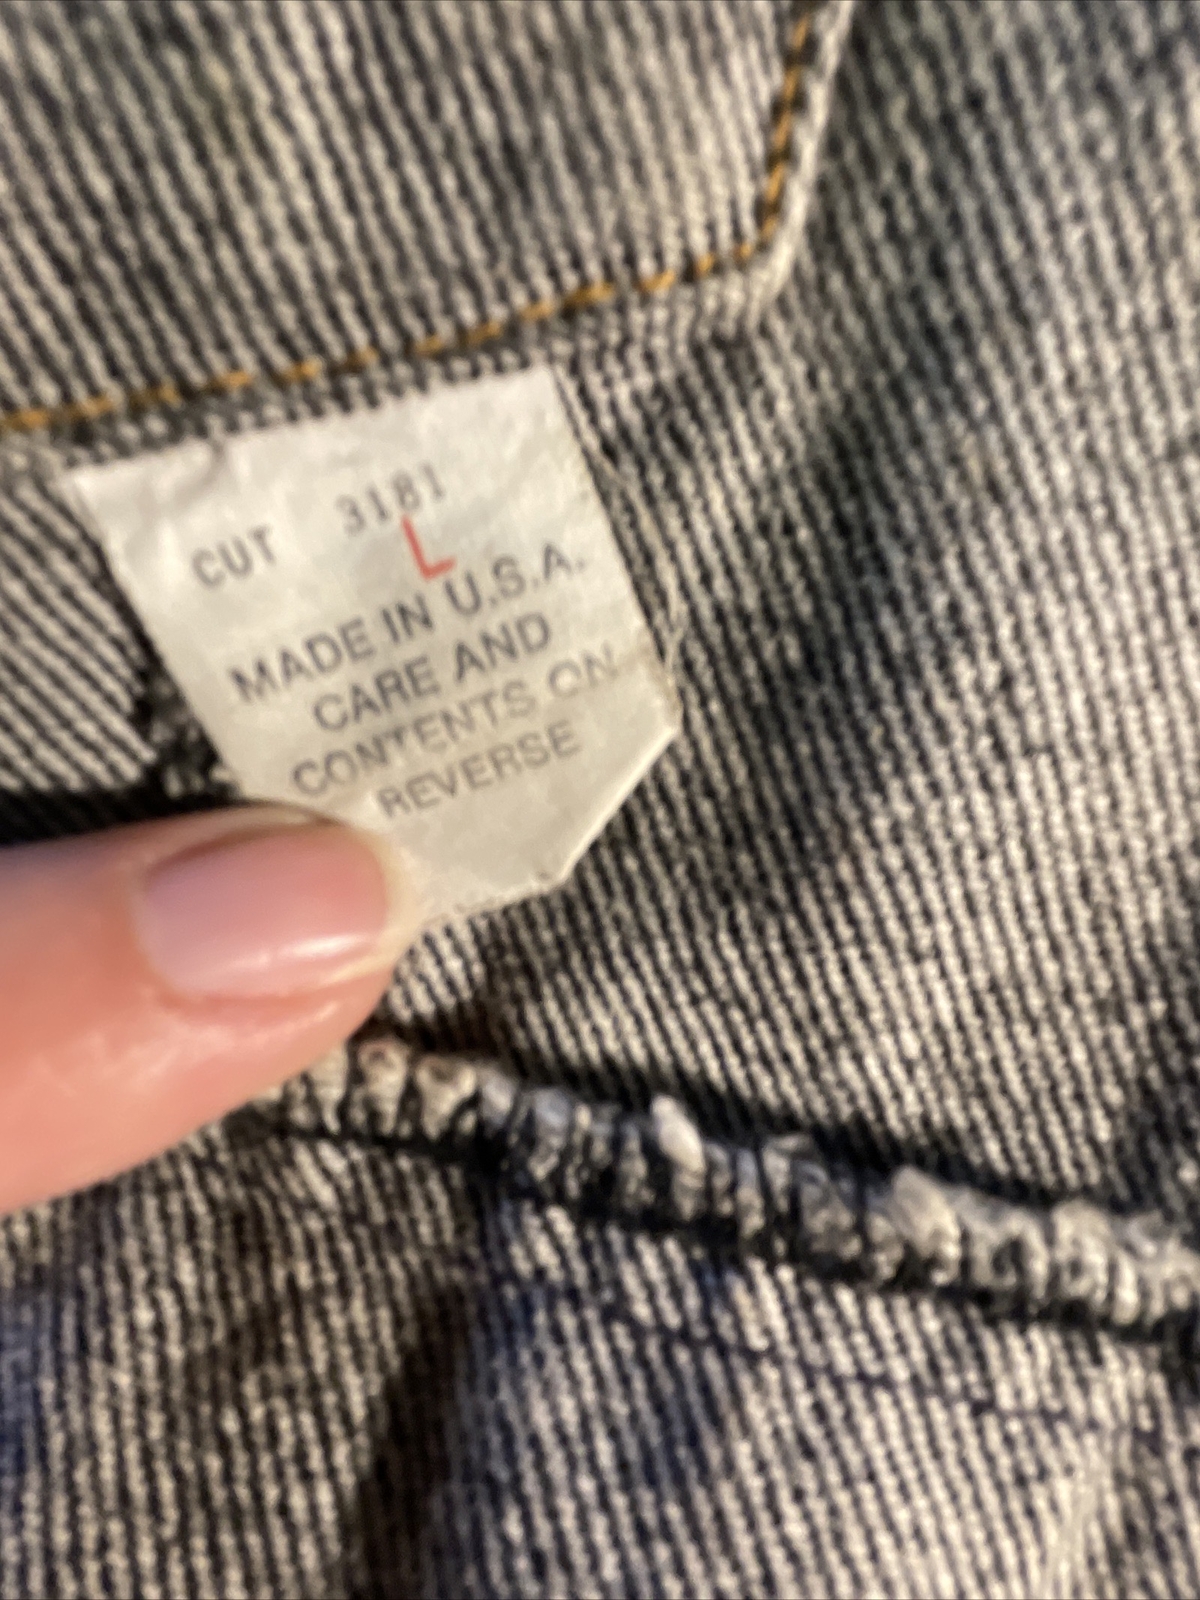 CUT 3181
L
MADE IN U.S.A.
CARE AND
CONTENTS ON
REVERSE